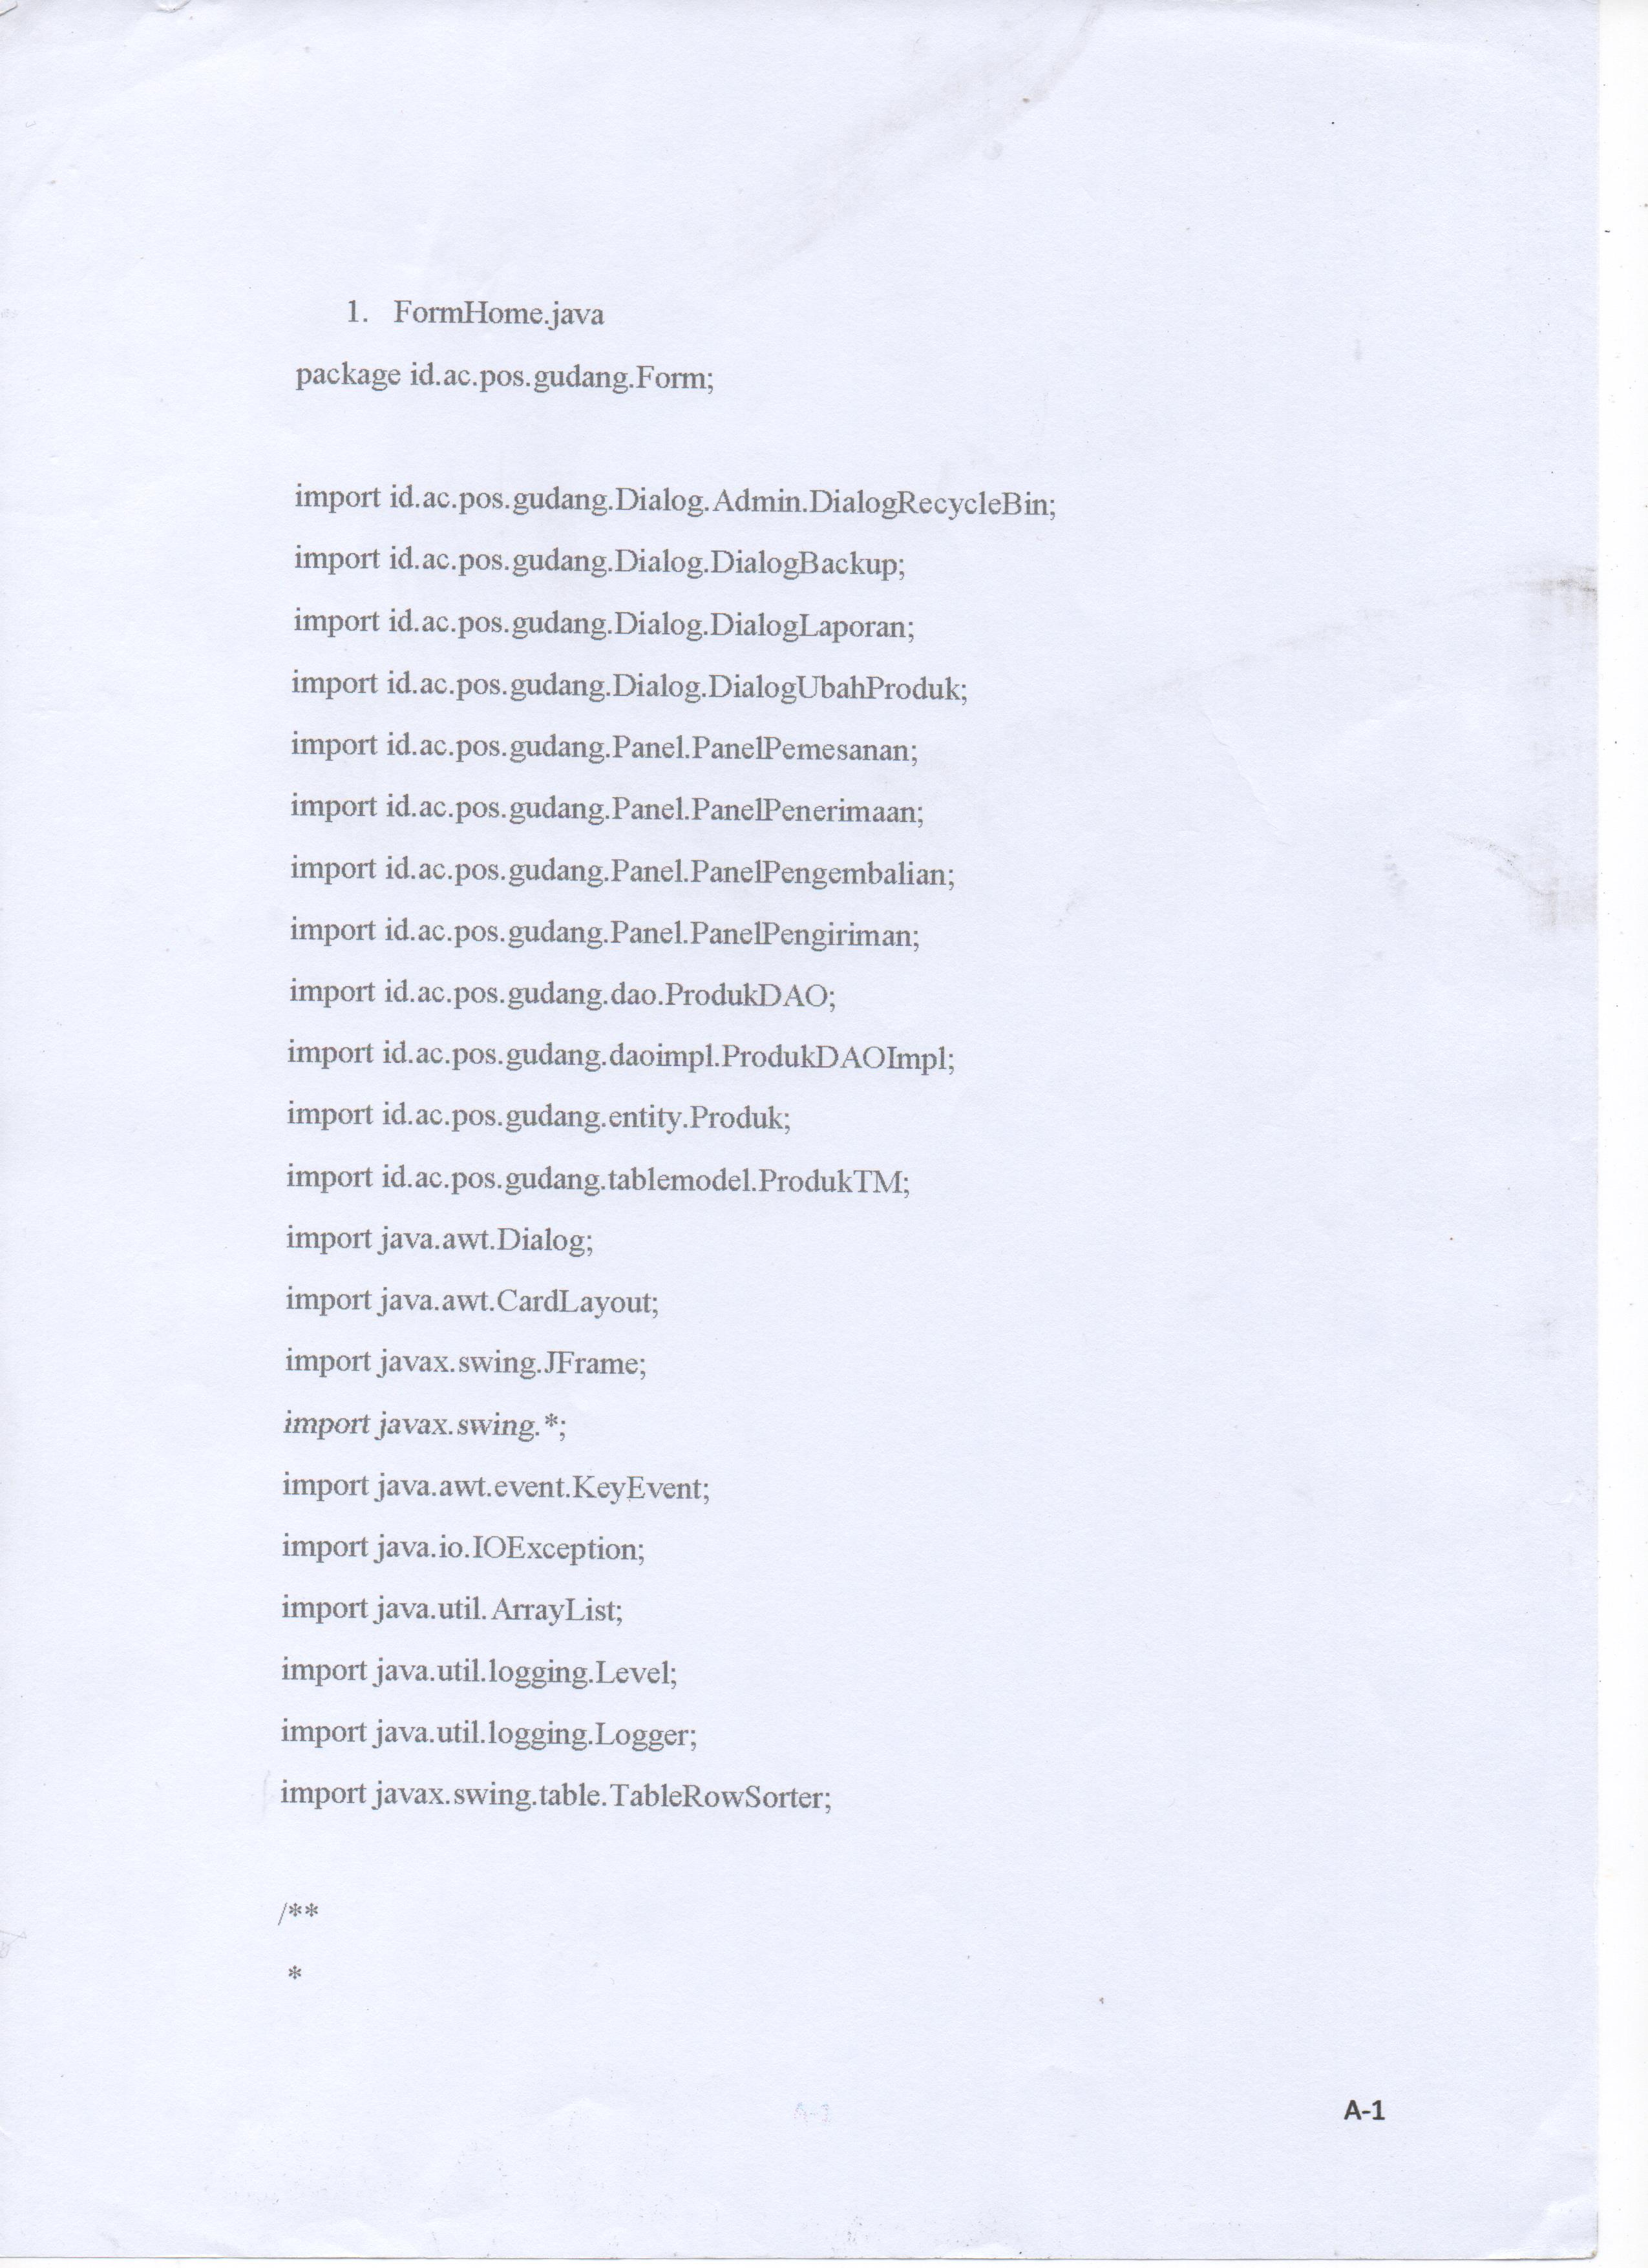 1. FormHome.java
package id.ac.pos.gudang.Form;
import id.ac.pos.gudang.Dialog.Admin.DialogRecycleBin;
import id.ac.pos.gudang.Dialog.DialogBackup;
import id.ac.pos.gudang.Dialog.DialogLaporan;
import id.ac.pos.gudang.Dialog.DialogUbahProduk;
import id.ac.pos.gudang.Panel.PanelPemesanan;
import id.ac.pos.gudang.Panel.PanelPenerimaan;
import id.ac.pos.gudang.Panel.PanelPengembalian;
import id.ac.pos.gudang.Panel.PanelPengiriman;
import id.ac.pos.gudang.dao.ProdukDAO;
import id.ac.pos.gudang.daoimpl.ProdukDAOImpl;
import id.ac.pos.gudang.entity.Produk;
import id.ac.pos.gudang.tablemodel.ProdukTM;
import java.awt.Dialog;
import java.awt.CardLayout;
import javax.swing.JFrame;
import javax.swing.*;
import java.awt.event.KeyEvent;
import java.io.IOException;
import java.util.ArrayList;
import java.util.logging.Level;
import java.util.logging.Logger;
import javax.swing.table.TableRowSorter;
/**
*
A-1